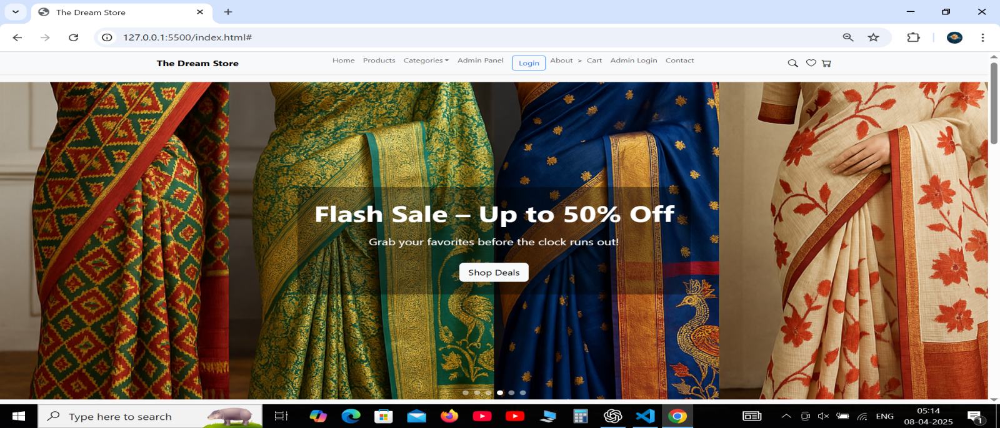 The Dream Store
127.0.0.1:5500/index.html#
The Dream Store
Home Products Categories Admin Panel Login About > Cart Admin Login Contact
Flash Sale – Up to 50% Off
Grab your favorites before the clock runs out!
Shop Deals
Type here to search
ENG
05:14
08-04-2025
1